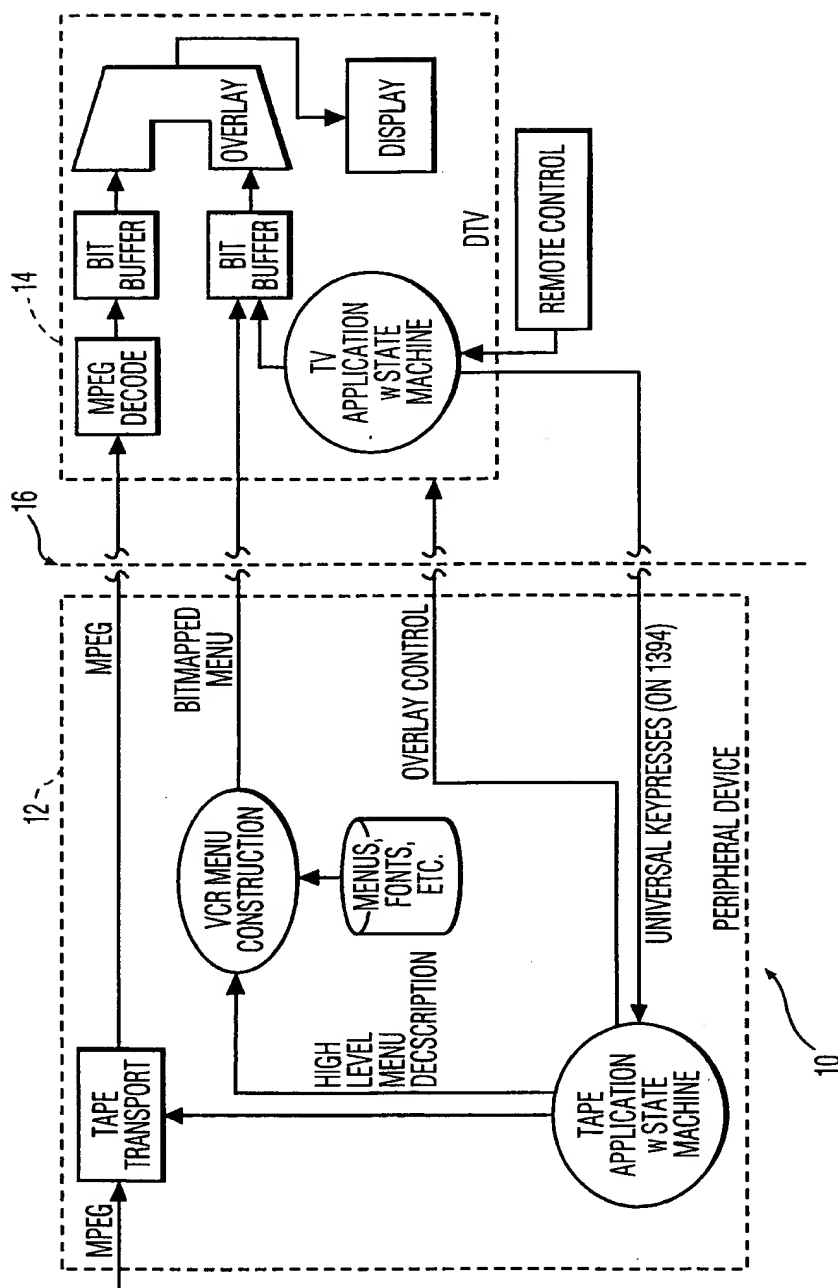 MPEG
TAPE
TRANSPORT
12
MPEG
HIGH
LEVEL
MENU
DECSCRIPTION
VCR MENU
CONSTRUCTION
MENUS,
FONTS,
ETC.
BITMAPPED
MENU
OVERLAY CONTROL
UNIVERSAL KEYPRESSES (ON 1394)
TAPE
APPLICATION
w STATE
MACHINE
PERIPHERAL DEVICE
10
16
14
MPEG
DECODE
BIT
BUFFER
BIT
BUFFER
OVERLAY
DISPLAY
TV
APPLICATION
w STATE
MACHINE
DTV
REMOTE CONTROL